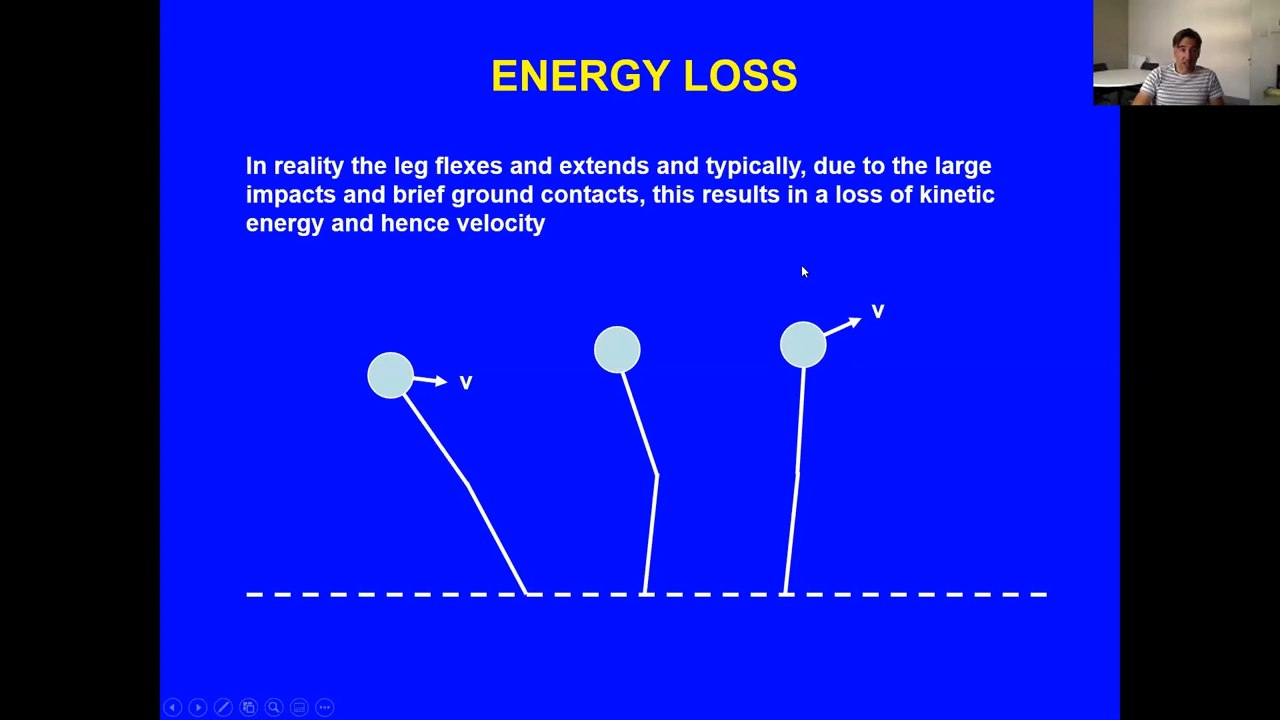 ENERGY LOSS
In reality the leg flexes and extends and typically, due to the large
impacts and brief ground contacts, this results in a loss of kinetic
energy and hence velocity
v
v